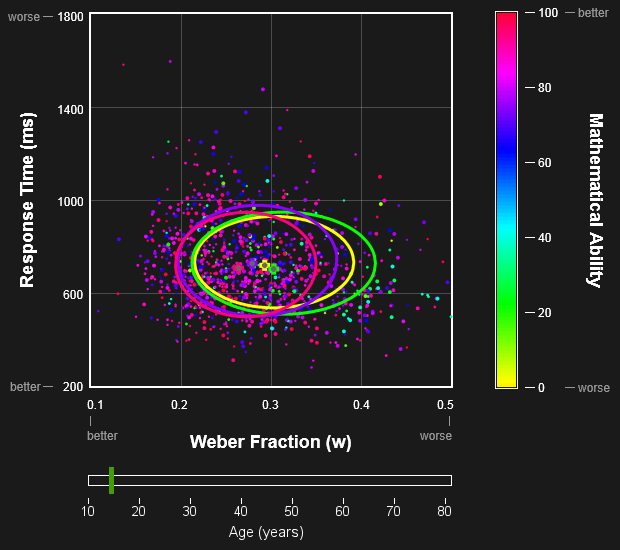 worse
1800
1400
1000
600
better
200
Response Time (ms)
0.1
0.2
0.3
0.4
0.5
better
worse
Weber Fraction (w)
10
20
30
40
50
60
70
80
Age (years)
100
better
80
60
40
20
0
worse
Mathematical Ability